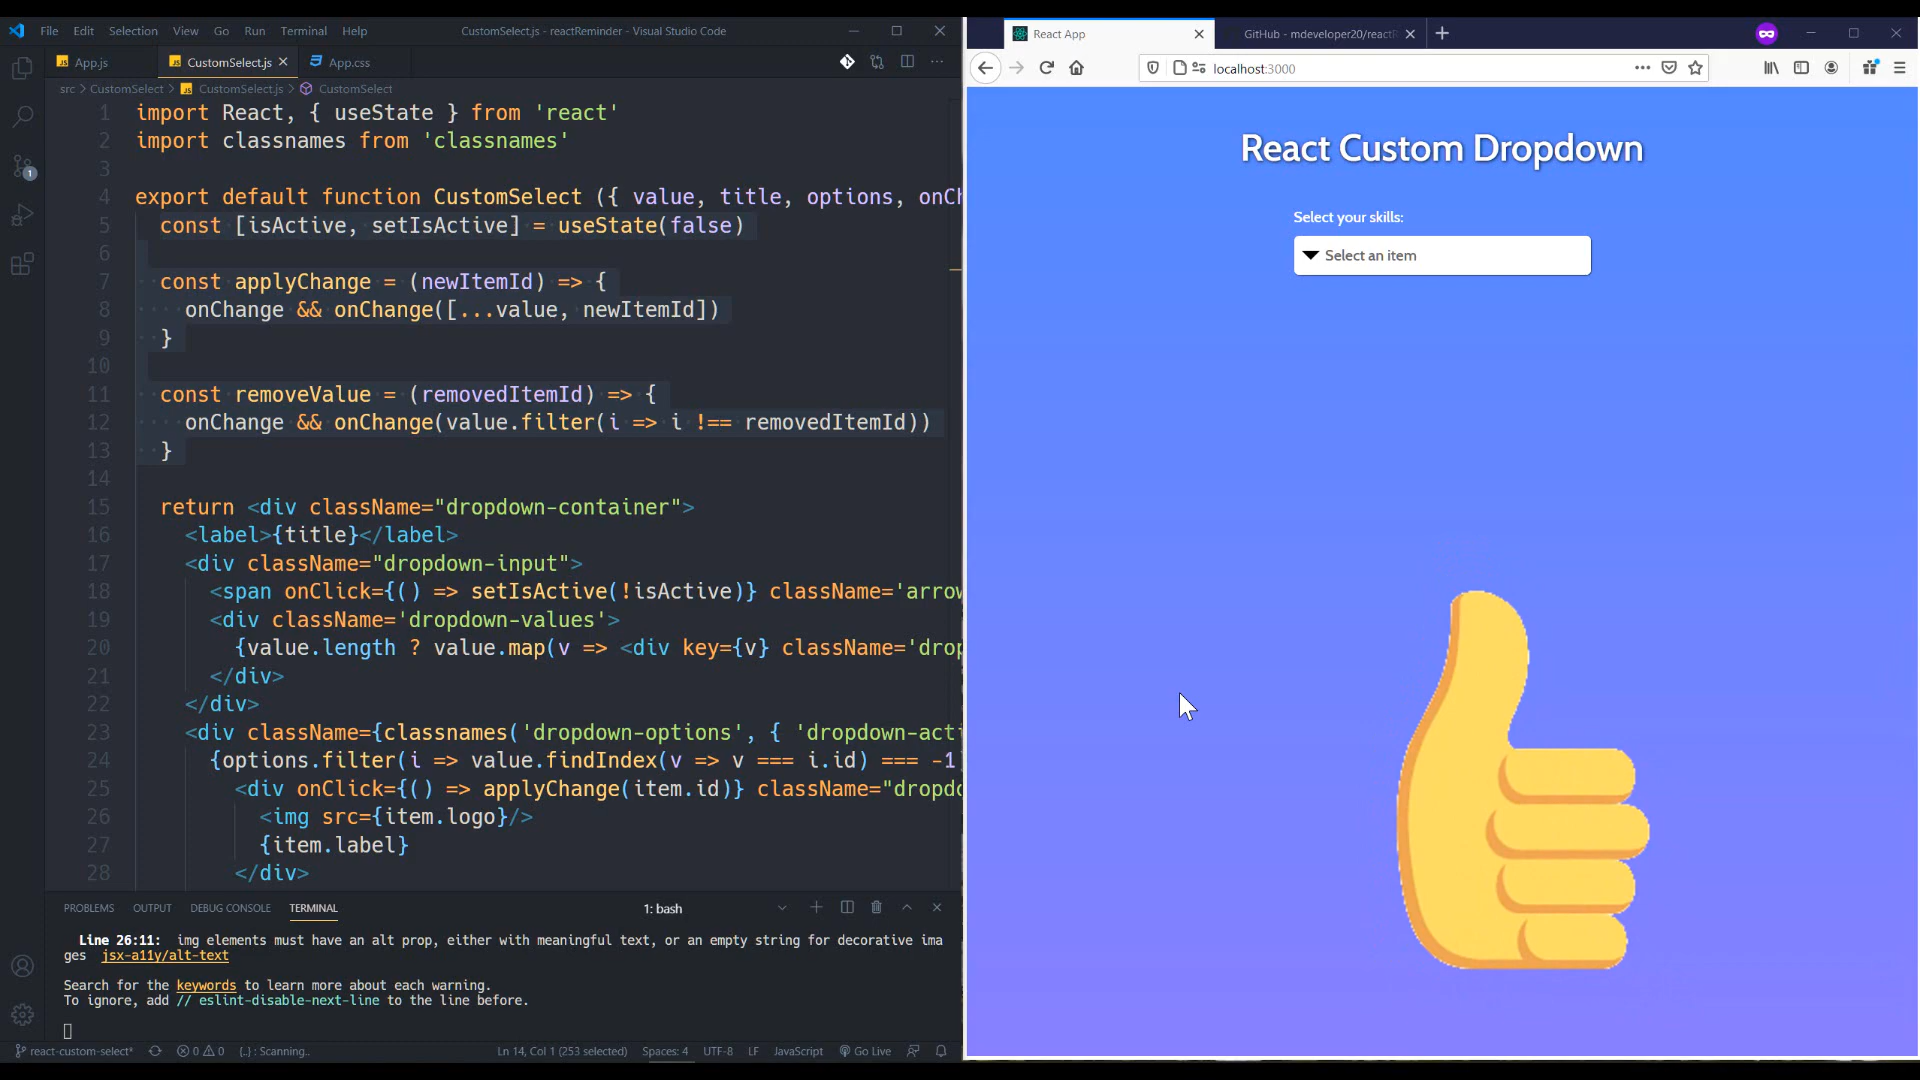 File Edit Selection View Go Run Terminal Help
CustomSelect.js - reactReminder - Visual Studio Code
App.js
CustomSelect.js
App.css
src > CustomSelect > CustomSelect.js > CustomSelect
1 import React, { useState } from 'react'
2 import classnames from 'classnames'
3
4 export default function CustomSelect ({ value, title, options, onCh
5 const [isActive, setIsActive] = useState(false)
6
7 const applyChange = (newItemId) => {
8 onChange && onChange([...value, newItemId])
9 }
10
11 const removeValue = (removedItemId) => {
12 onChange && onChange(value.filter(i => i !== removedItemId))
13 }
14
15 return <div className="dropdown-container">
16 <label>{title}</label>
17 <div className="dropdown-input">
18 <span onClick={() => setIsActive(!isActive)} className='arrow
19 <div className='dropdown-values'>
20 {value.length ? value.map(v => <div key={v} className='drop
21 </div>
22 </div>
23 <div className={classnames('dropdown-options', { 'dropdown-acti
24 {options.filter(i => value.findIndex(v => v === i.id) === -1
25 <div onClick={() => applyChange(item.id)} className="dropdo
26 <img src={item.logo}/>
27 {item.label}
28 </div>
PROBLEMS OUTPUT DEBUG CONSOLE TERMINAL
1: bash
Line 26:11: img elements must have an alt prop, either with meaningful text, or an empty string for decorative ima
ges jsx-a11y/alt-text
Search for the keywords to learn more about each warning.
To ignore, add // eslint-disable-next-line to the line before.
react-custom-select* 0 0 {..} : Scanning.. Ln 14, Col 1 (253 selected) Spaces: 4 UTF-8 LF JavaScript Go Live
1
React App
GitHub - mdeveloper20/reactR
localhost:3000
React Custom Dropdown
Select your skills:
Select an item